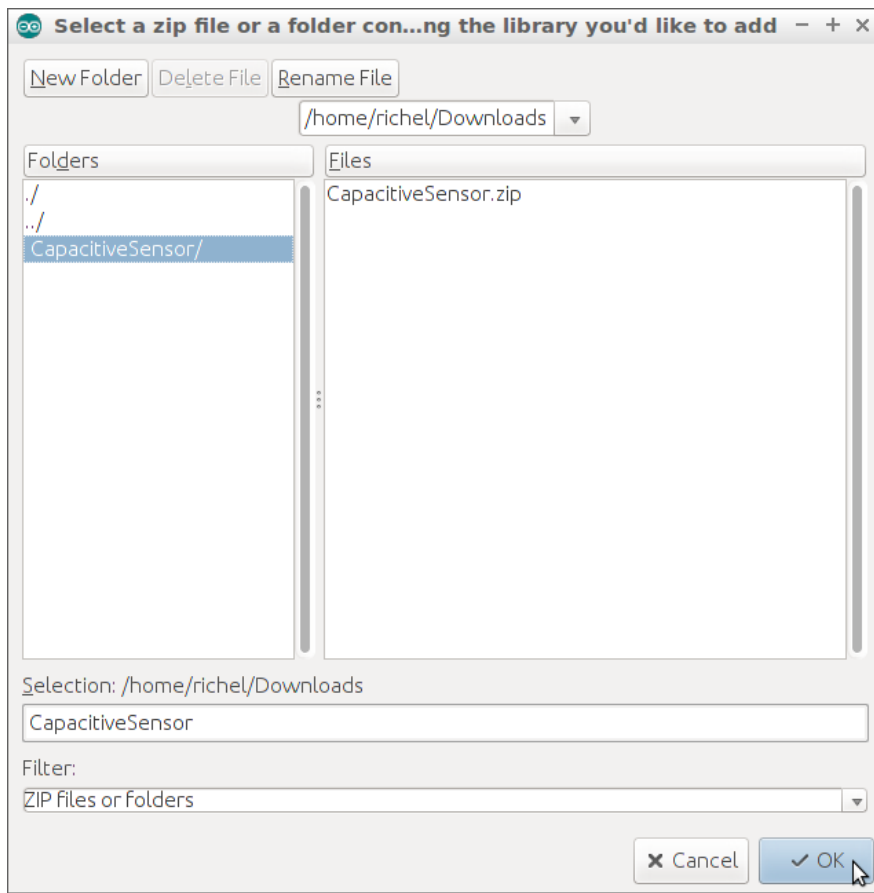 Select a zip file or a folder con...ng the library you'd like to add
New Folder Delete File Rename File
/home/richel/Downloads
Folders
./
../
CapacitiveSensor/
Files
CapacitiveSensor.zip
Selection: /home/richel/Downloads
CapacitiveSensor
Filter:
ZIP files or folders
Cancel OK